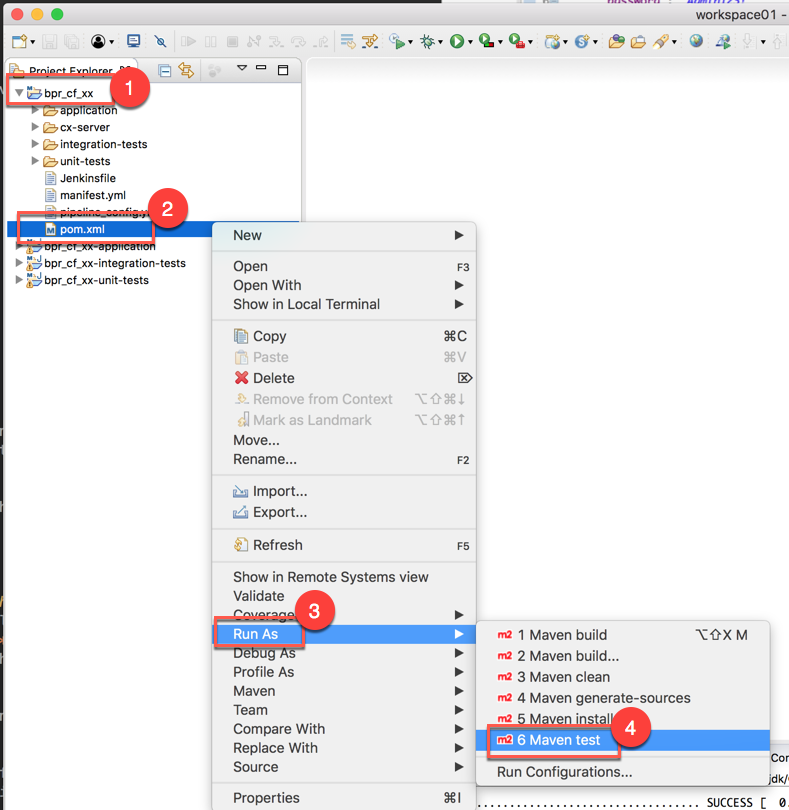 workspace01 -
Project Explorer
1
bpr_cf_xx
application
cx-server
integration-tests
unit-tests
Jenkinsfile
manifest.yml
2
pipeline_config.y
pom.xml
bpr_cf_xx-application
bpr_cf_xx-integration-tests
bpr_cf_xx-unit-tests
New
Open F3
Open With
Show in Local Terminal
Copy ⌘C
Paste ⌘V
Delete ⌦
Remove from Context ⌥⇧⌘↓
Mark as Landmark ⌥⇧⌘↑
Move...
Rename... F2
Import...
Export...
Refresh F5
Show in Remote Systems view
Validate
Coverage
3
Run As
Debug As
Profile As
Maven
Team
Compare With
Replace With
Source
Properties ⌘I
m2 1 Maven build ⌥⇧X M
m2 2 Maven build...
m2 3 Maven clean
m2 4 Maven generate-sources
m2 5 Maven install
4
m2 6 Maven test
Run Configurations...
Con
jdk/
SUCCESS [ 0.